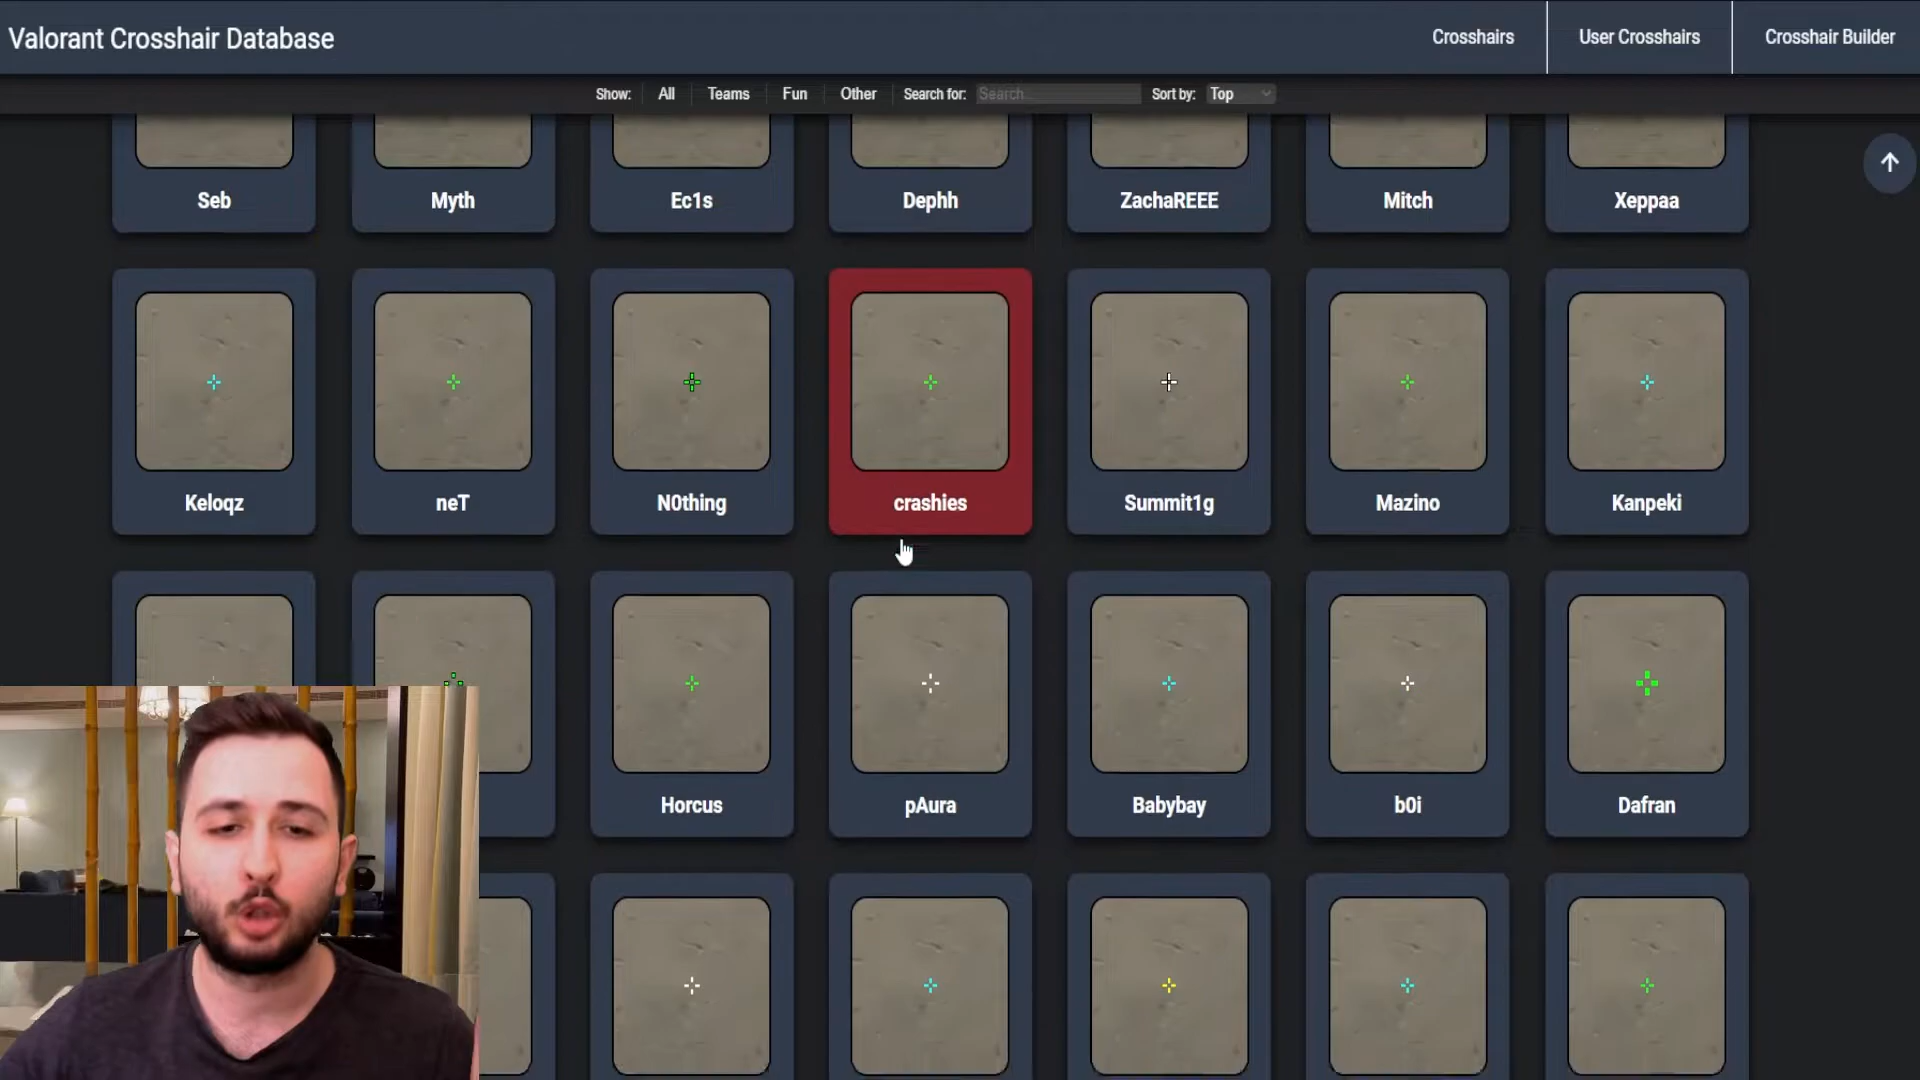 Valorant Crosshair Database
Crosshairs
User Crosshairs
Crosshair Builder
Show: All Teams Fun Other Search for: Search... Sort by: Top
Seb Myth Ec1s Dephh ZachaREEE Mitch Xeppaa
Keloqz neT N0thing crashies Summit1g Mazino Kanpeki
Horcus pAura Babybay b0i Dafran